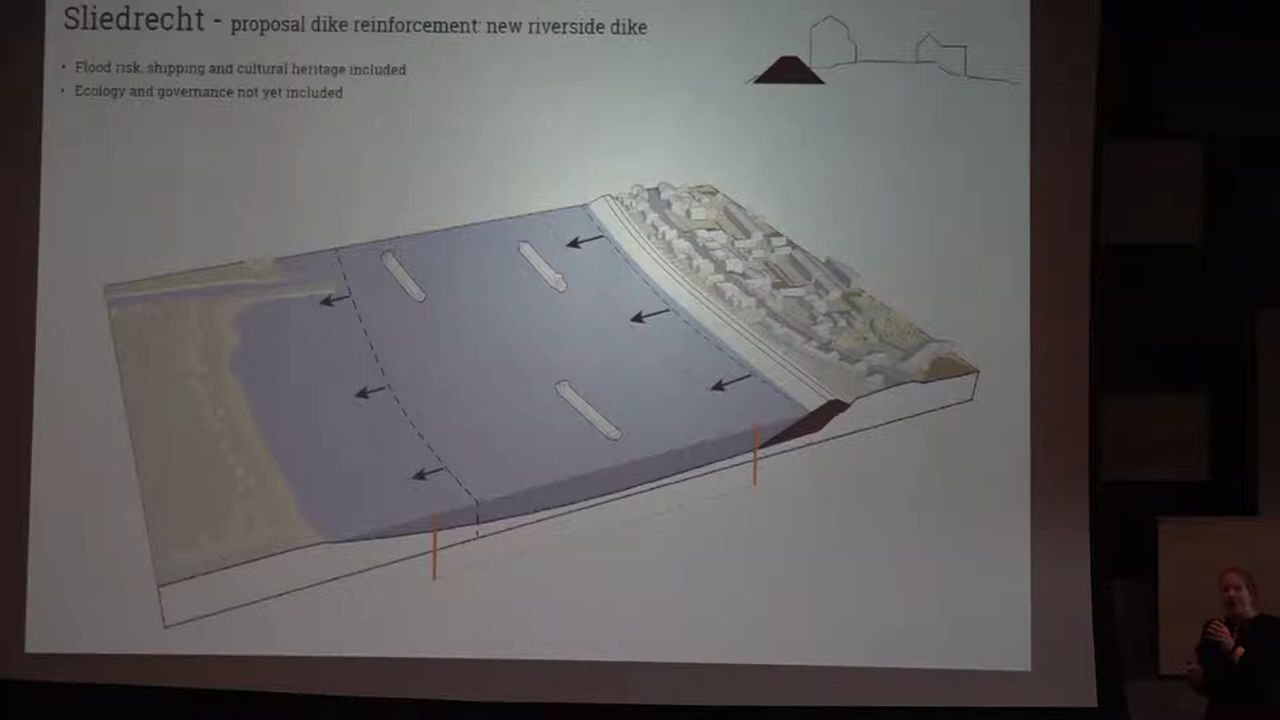 Sliedrecht - proposal dike reinforcement: new riverside dike
• Flood risk, shipping and cultural heritage included
• Ecology and governance not yet included